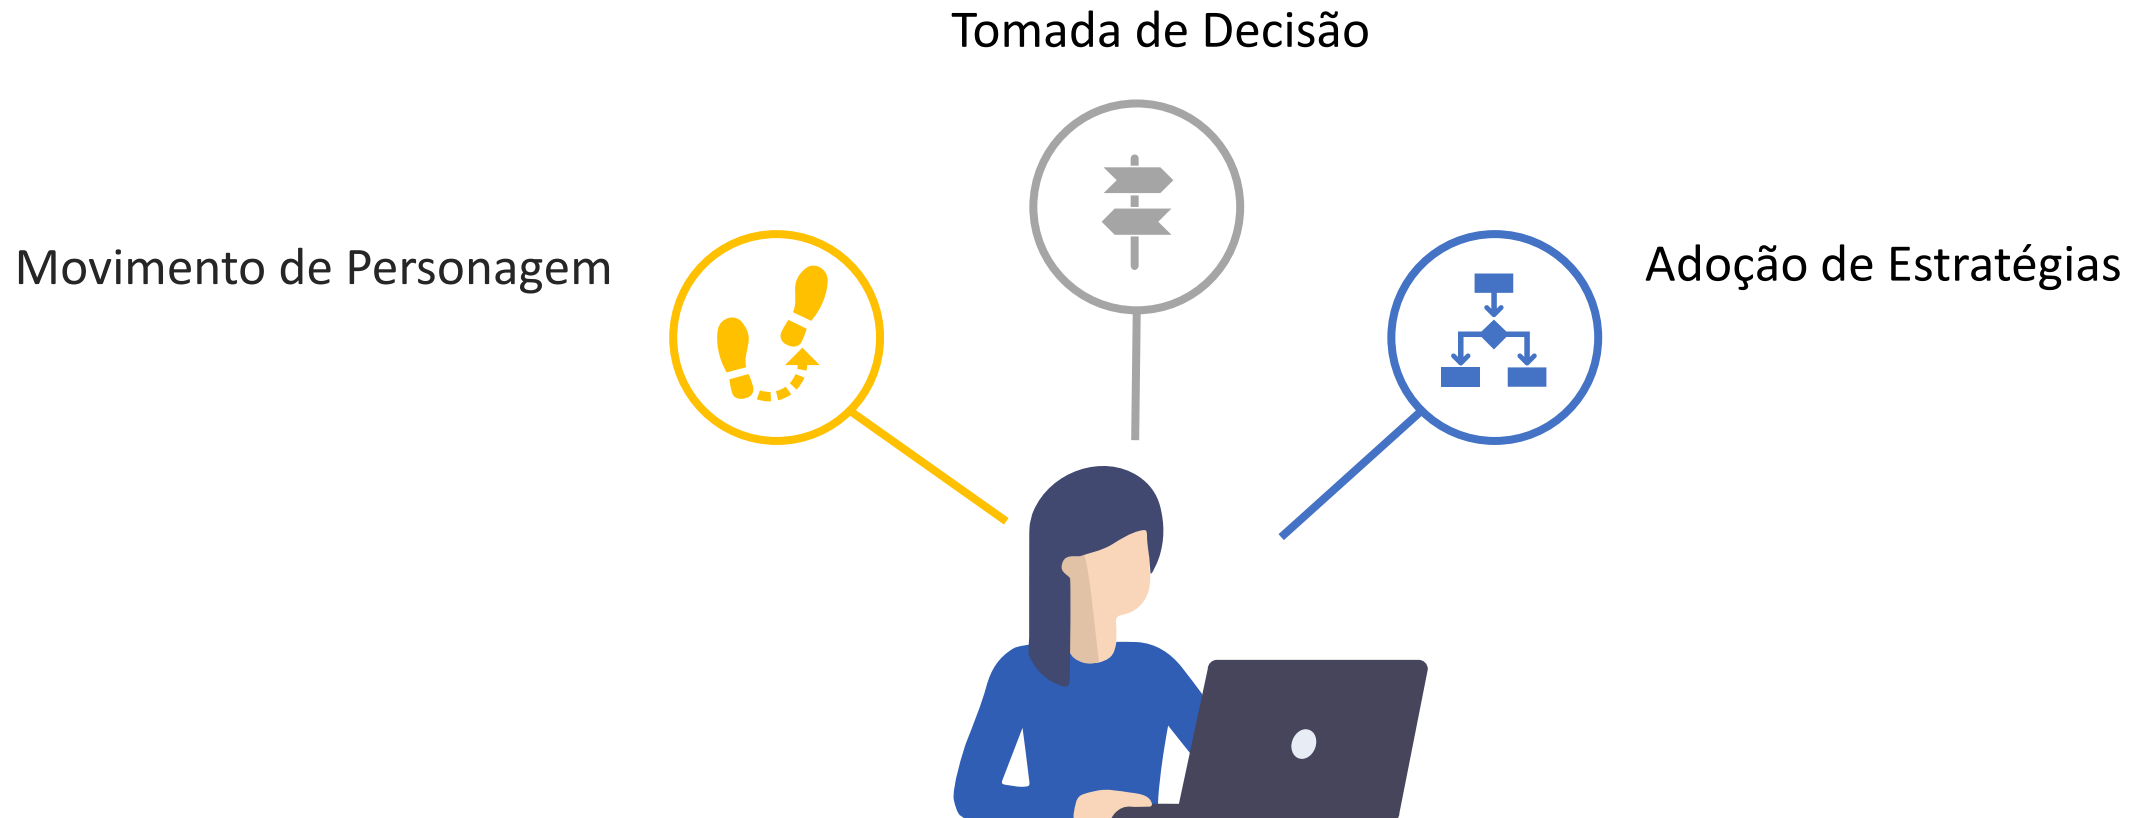 Tomada de Decisão
Movimento de Personagem
Adoção de Estratégias